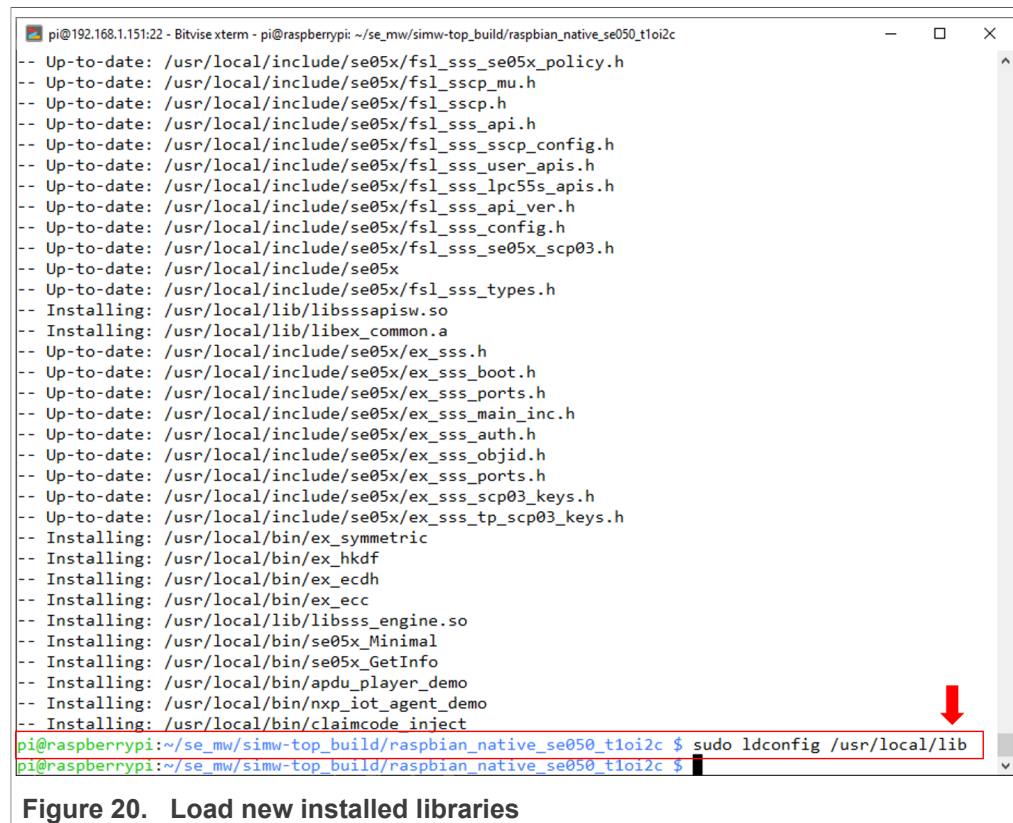 pi@192.168.1.151:22 - Bitvise xterm - pi@raspberrypi: ~/se_mw/simw-top_build/raspbian_native_se050_t1oi2c
-- Up-to-date: /usr/local/include/se05x/fsl_sss_se05x_policy.h
-- Up-to-date: /usr/local/include/se05x/fsl_sscp_mu.h
-- Up-to-date: /usr/local/include/se05x/fsl_sscp.h
-- Up-to-date: /usr/local/include/se05x/fsl_sss_api.h
-- Up-to-date: /usr/local/include/se05x/fsl_sss_sscp_config.h
-- Up-to-date: /usr/local/include/se05x/fsl_sss_user_apis.h
-- Up-to-date: /usr/local/include/se05x/fsl_sss_lpc55s_apis.h
-- Up-to-date: /usr/local/include/se05x/fsl_sss_api_ver.h
-- Up-to-date: /usr/local/include/se05x/fsl_sss_config.h
-- Up-to-date: /usr/local/include/se05x/fsl_sss_se05x_scp03.h
-- Up-to-date: /usr/local/include/se05x
-- Up-to-date: /usr/local/include/se05x/fsl_sss_types.h
-- Installing: /usr/local/lib/libsssapisw.so
-- Installing: /usr/local/lib/libex_common.a
-- Up-to-date: /usr/local/include/se05x/ex_sss.h
-- Up-to-date: /usr/local/include/se05x/ex_sss_boot.h
-- Up-to-date: /usr/local/include/se05x/ex_sss_ports.h
-- Up-to-date: /usr/local/include/se05x/ex_sss_main_inc.h
-- Up-to-date: /usr/local/include/se05x/ex_sss_auth.h
-- Up-to-date: /usr/local/include/se05x/ex_sss_objid.h
-- Up-to-date: /usr/local/include/se05x/ex_sss_ports.h
-- Up-to-date: /usr/local/include/se05x/ex_sss_scp03_keys.h
-- Up-to-date: /usr/local/include/se05x/ex_sss_tp_scp03_keys.h
-- Installing: /usr/local/bin/ex_symmetric
-- Installing: /usr/local/bin/ex_hkdf
-- Installing: /usr/local/bin/ex_ecdh
-- Installing: /usr/local/bin/ex_ecc
-- Installing: /usr/local/lib/libsss_engine.so
-- Installing: /usr/local/bin/se05x_Minimal
-- Installing: /usr/local/bin/se05x_GetInfo
-- Installing: /usr/local/bin/apdu_player_demo
-- Installing: /usr/local/bin/nxp_iot_agent_demo
-- Installing: /usr/local/bin/claimcode_inject
pi@raspberrypi:~/se_mw/simw-top_build/raspbian_native_se050_t1oi2c $ sudo ldconfig /usr/local/lib
pi@raspberrypi:~/se_mw/simw-top_build/raspbian_native_se050_t1oi2c $
Figure 20. Load new installed libraries